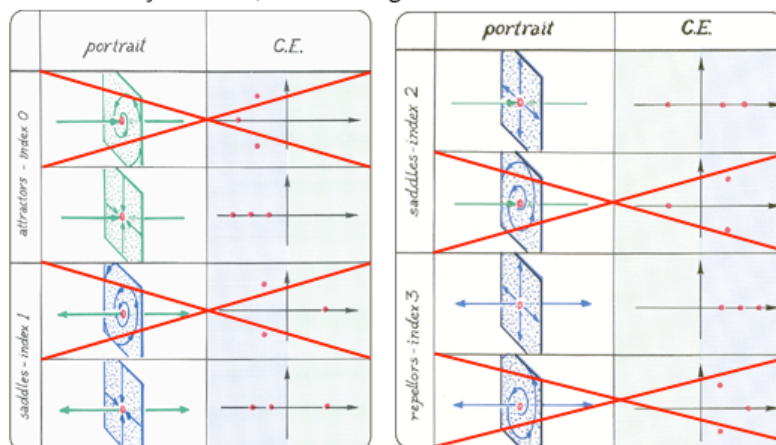 portrait
C.E.
attractors - index 0
saddles - index 1
portrait
C.E.
saddles - index 2
repellors - index 3